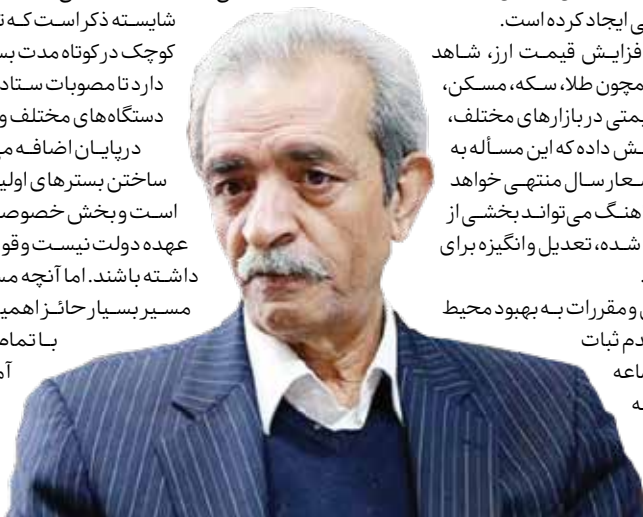 ی ایجاد کرده است.
فزایش قیمت ارز، شاهد
مچون طلا، سکه، مسکن،
یمتی در بازارهای مختلف،
ش داده که این مسأله به
سعار سال منتهی خواهد
هنگ می‌تواند بخشی از
شده، تعدیل و انگیزه برای
ی و مقررات به بهبود محیط
دم ثبات
اعه
ه
شایسته ذکر است که ت
کوچک در کوتاه مدت بس
دارد تا مصوبات ستاد
دستگاه‌های مختلف و
در پایان اضافه می
ساختن بسترهای اولی
است و بخش خصوص
عهده دولت نیست و قو
داشته باشند. اما آنچه مس
مسیر بسیار حائز اهمی
با تمام
آم